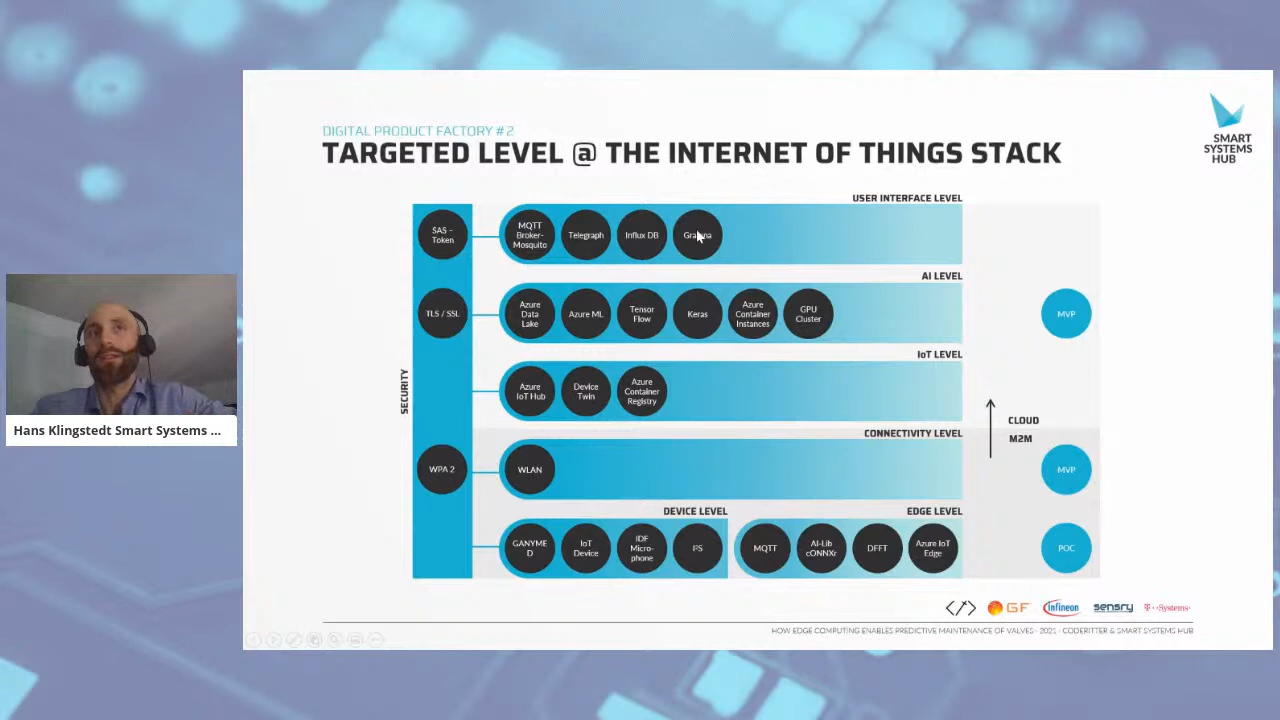 DIGITAL PRODUCT FACTORY #2
TARGETED LEVEL @ THE INTERNET OF THINGS STACK
SMART
SYSTEMS
HUB
USER INTERFACE LEVEL
SAS –
Token
MQTT
Broker-
Mosquito
Telegraph
Influx DB
AI LEVEL
TLS / SSL
Azure
Data
Lake
Azure ML
Tensor
Flow
Keras
Azure
Container
Instances
GPU
Cluster
MVP
IoT LEVEL
SECURITY
Azure
IoT Hub
Device
Twin
Azure
Container
Registry
CLOUD
M2M
CONNECTIVITY LEVEL
WPA 2
WLAN
MVP
DEVICE LEVEL
EDGE LEVEL
GANYME
D
IoT
Device
IDF
Micro-
phone
I²S
MQTT
AI-Lib
cONNXr
DFFT
Azure IoT
Edge
POC
</> GF infineon sensry T··Systems·
HOW EDGE COMPUTING ENABLES PREDICTIVE MAINTENANCE OF VALVES · 2021 · CODERITTER & SMART SYSTEMS HUB
Hans Klingstedt Smart Systems ...